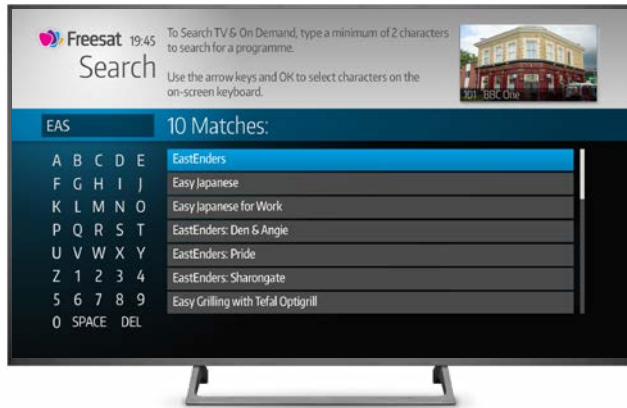 Freesat 19:45
Search
To Search TV & On Demand, type a minimum of 2 characters
to search for a programme.
Use the arrow keys and OK to select characters on the
on-screen keyboard.
101 BBC One
EAS
10 Matches:
A B C D E
F G H I J
K L M N O
P Q R S T
U V W X Y
Z 1 2 3 4
5 6 7 8 9
0 SPACE DEL
EastEnders
Easy Japanese
Easy Japanese for Work
EastEnders: Den & Angie
EastEnders: Pride
EastEnders: Sharongate
Easy Grilling with Tefal Optigrill